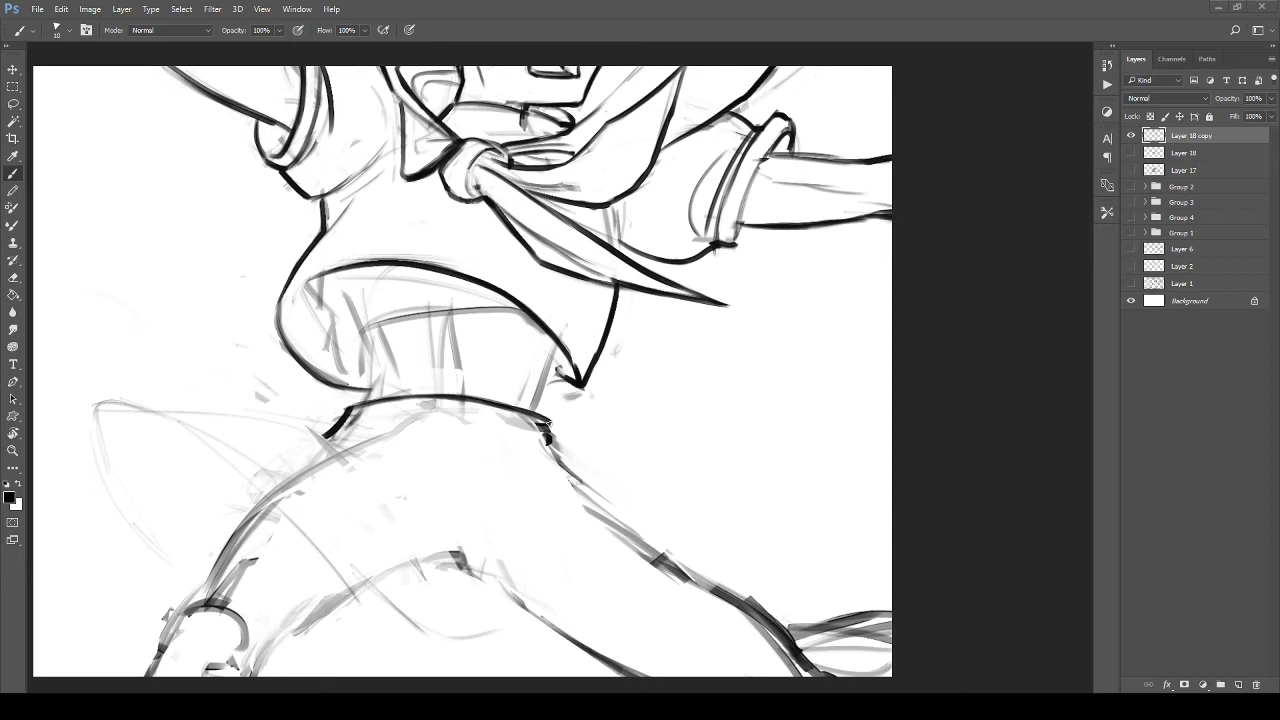 Ps File Edit Image Layer Type Select Filter 3D View Window Help
10 Mode: Normal Opacity: 100% Flow: 100%
Layers Channels Paths
Kind
Normal Opacity: 100%
Lock: Fill: 100%
Layer 18 copy
Layer 18
Layer 17
Group 2
Group 3
Group 4
Group 1
Layer 6
Layer 2
Layer 1
Background